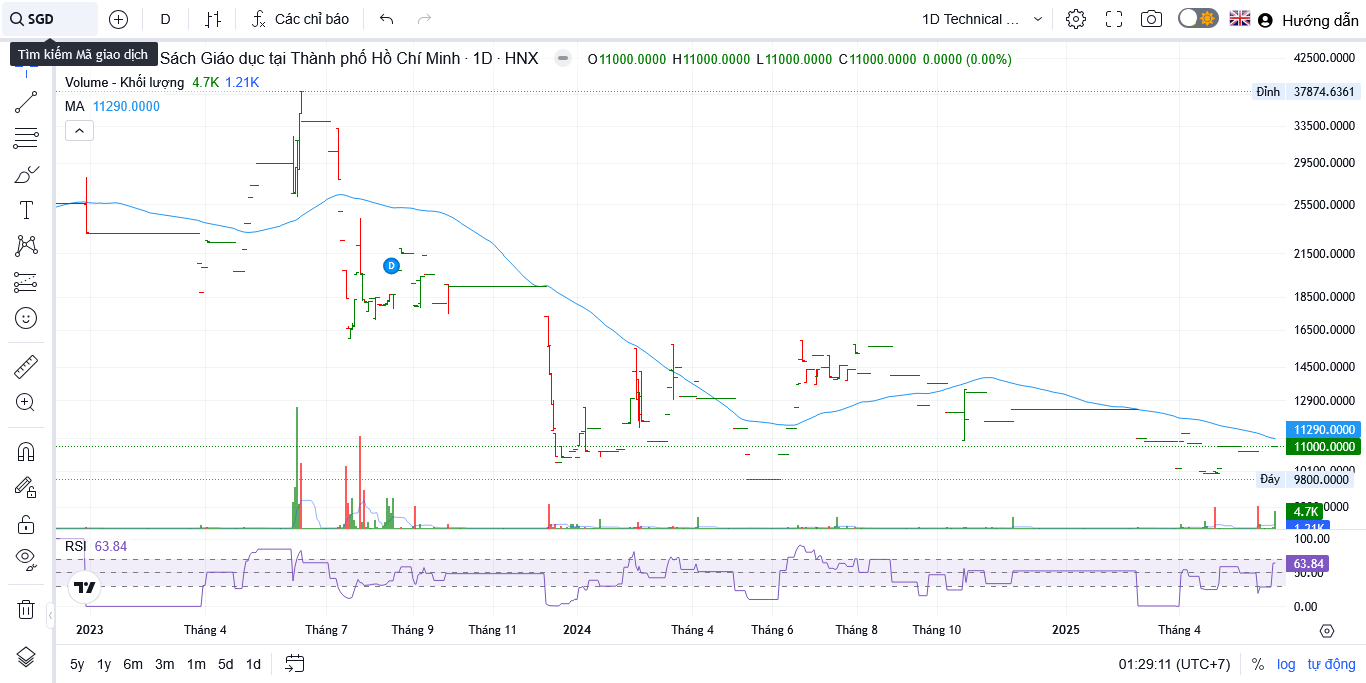 SGD
D
Các chỉ báo
1D Technical ...
Hướng dẫn
Tìm kiếm Mã giao dịch
Sách Giáo dục tại Thành phố Hồ Chí Minh · 1D · HNX
O11000.0000 H11000.0000 L11000.0000 C11000.0000 0.0000 (0.00%)
Volume - Khối lượng 4.7K 1.21K
MA 11290.0000
42500.0000
Đỉnh 37874.6361
33500.0000
29500.0000
25500.0000
21500.0000
D
18500.0000
16500.0000
14500.0000
12900.0000
11290.0000
11000.0000
10100.0000
Đáy 9800.0000
4.7K
1.21K
RSI 63.84
100.00
63.84
50.00
0.00
2023 Tháng 4 Tháng 7 Tháng 9 Tháng 11 2024 Tháng 4 Tháng 6 Tháng 8 Tháng 10 2025 Tháng 4
5y 1y 6m 3m 1m 5d 1d
01:29:11 (UTC+7) % log tự động